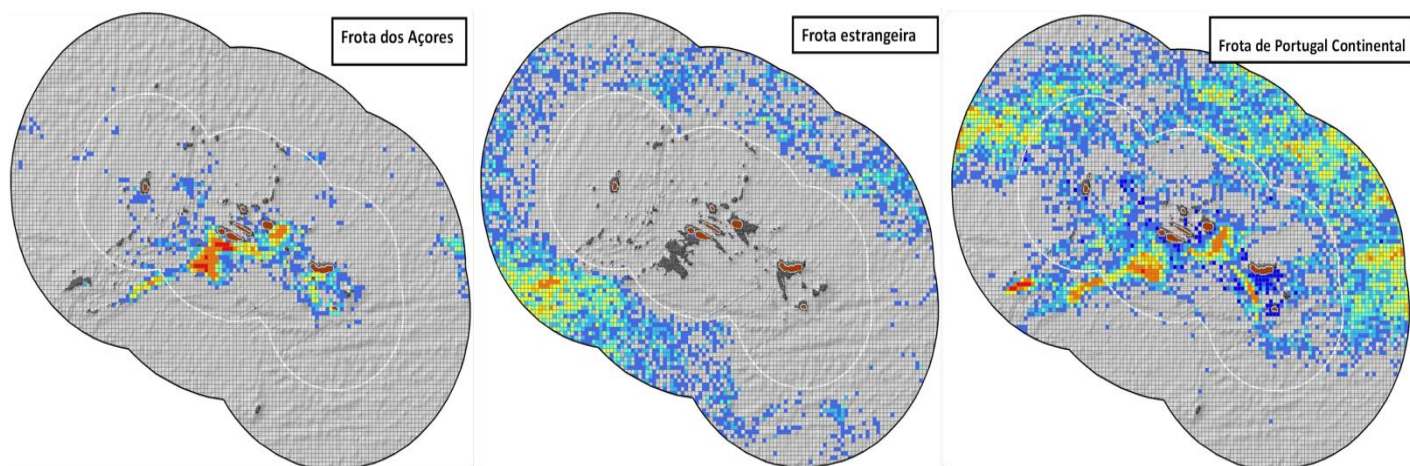 Frota dos Açores
Frota estrangeira
Frota de Portugal Continental